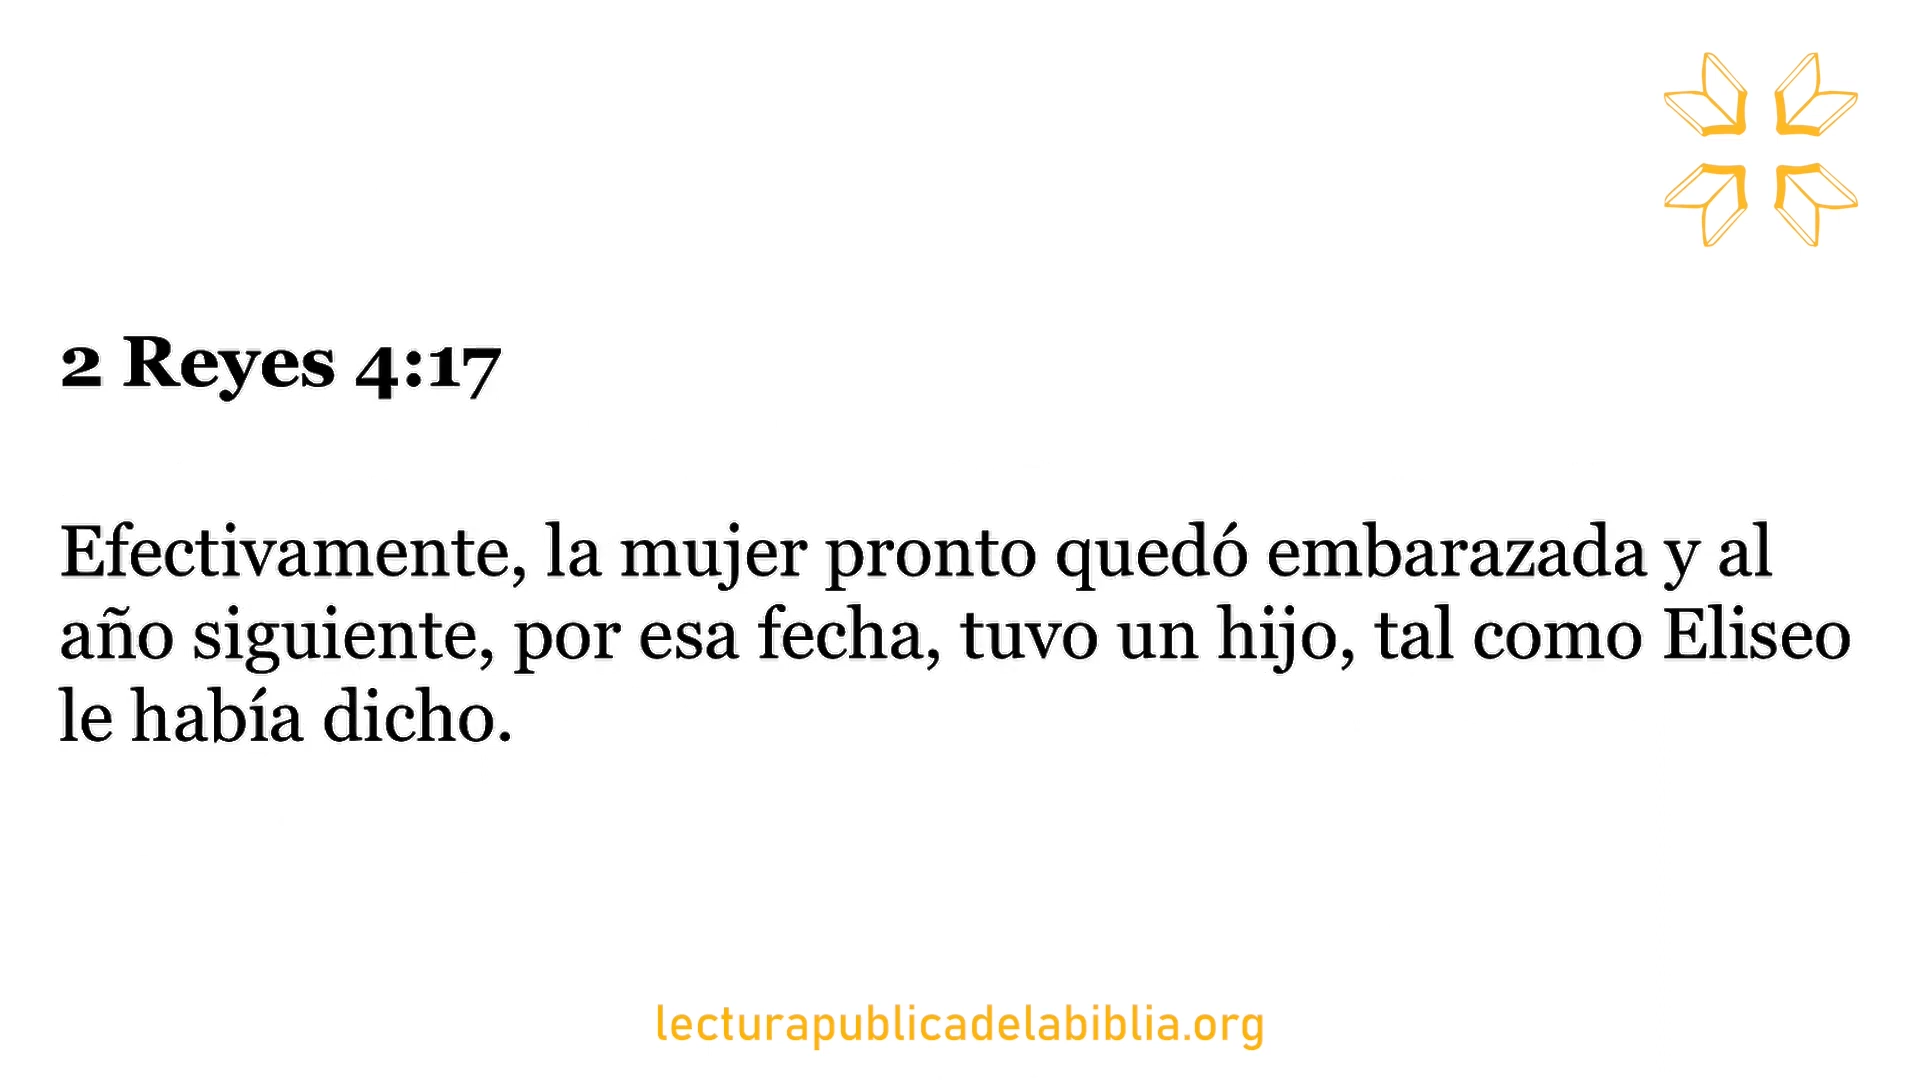 2 Reyes 4:17
Efectivamente, la mujer pronto quedó embarazada y al
año siguiente, por esa fecha, tuvo un hijo, tal como Eliseo
le había dicho.
lecturapublicadelabiblia.org